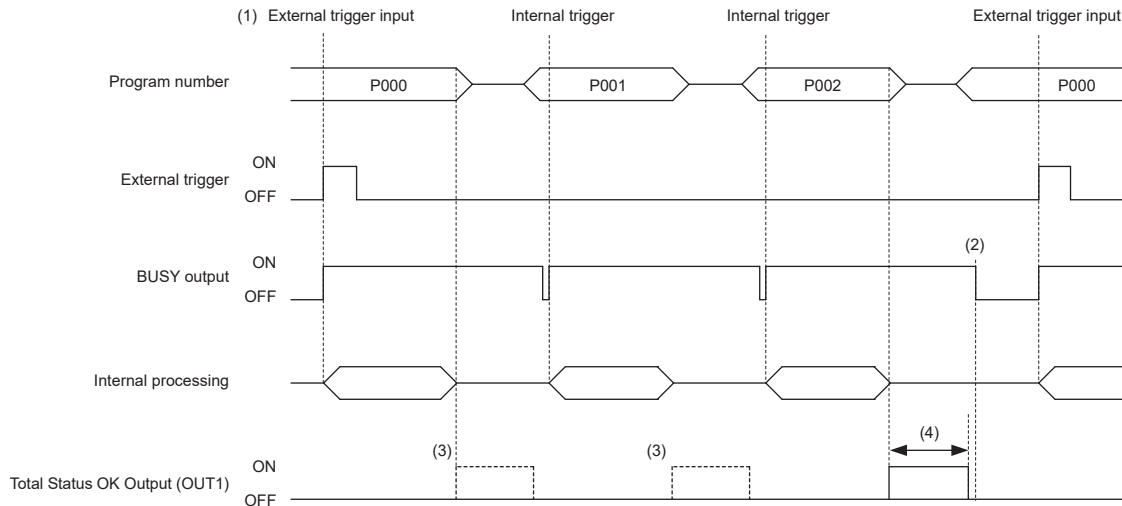 (1) External trigger input Internal trigger Internal trigger External trigger input
Program number P000 P001 P002 P000
ON
External trigger
OFF
(2)
ON
BUSY output
OFF
Internal processing
(3) (3) (4)
ON
Total Status OK Output (OUT1)
OFF